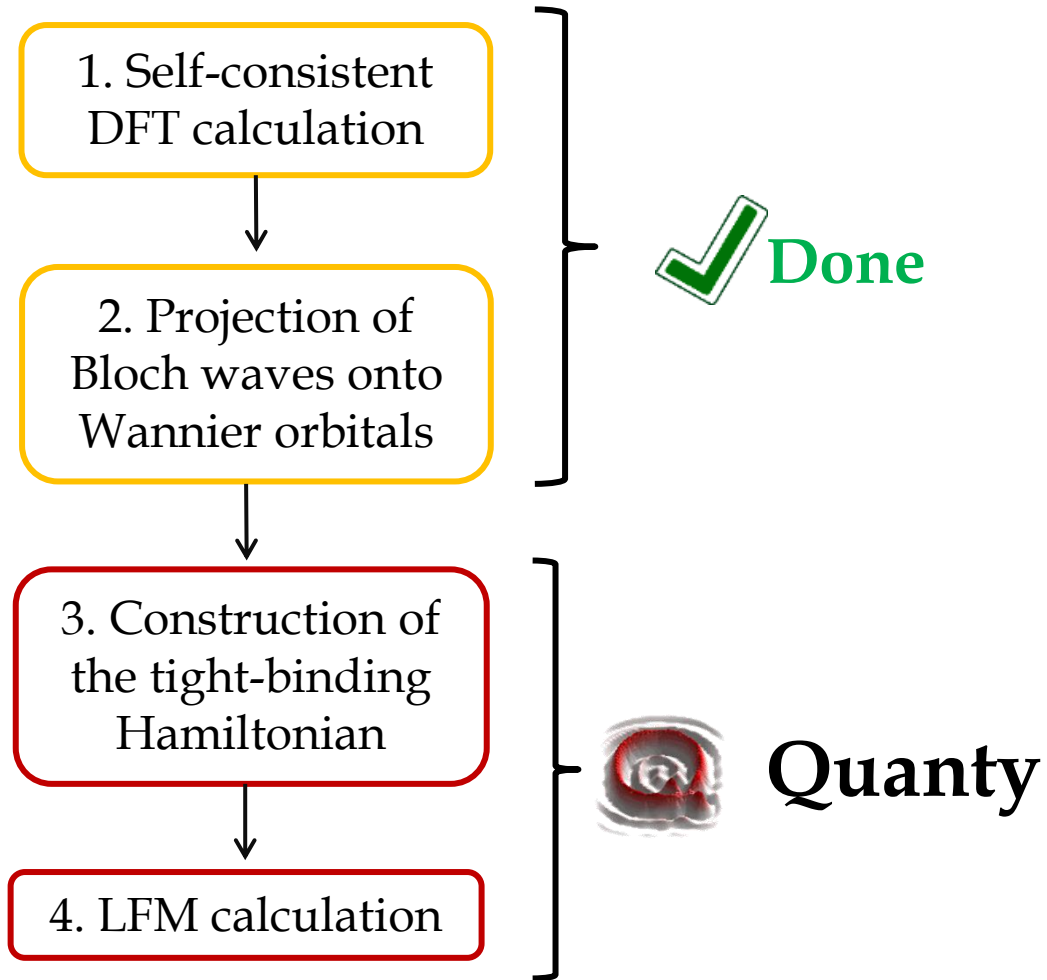 1. Self-consistent
DFT calculation
2. Projection of
Bloch waves onto
Wannier orbitals
Done
3. Construction of
the tight-binding
Hamiltonian
4. LFM calculation
Quanty